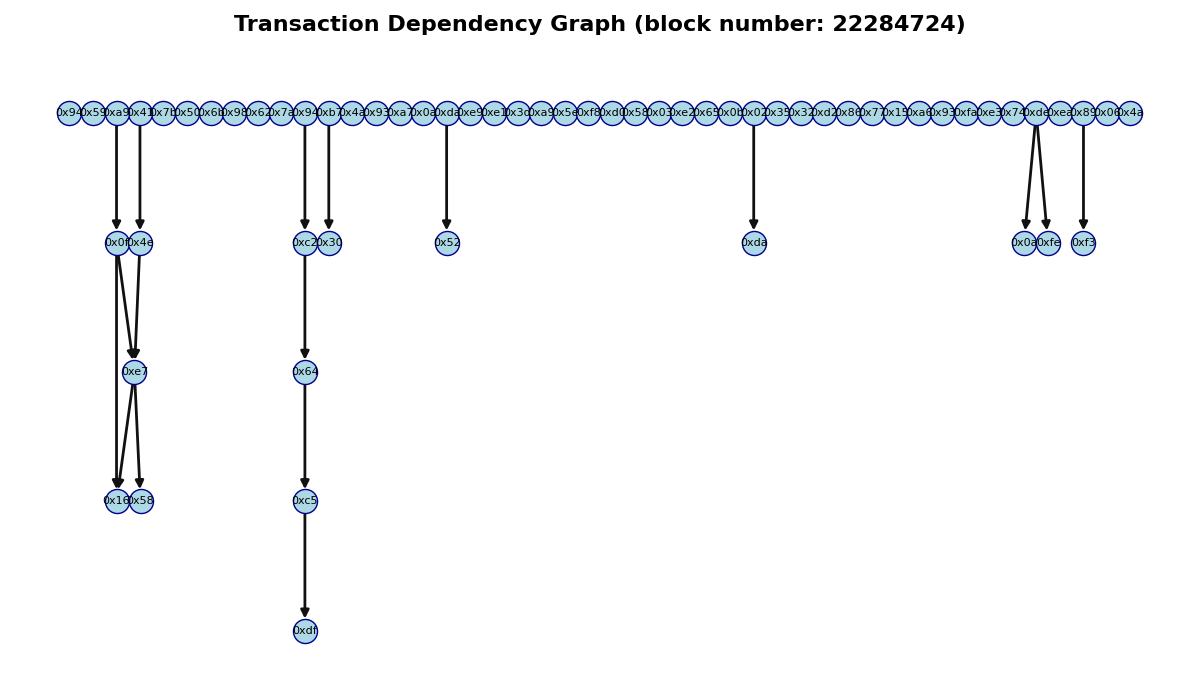 Transaction Dependency Graph (block number: 22284724)
0x94 0x59 0xa9 0x41 0x7b 0x50 0x6b 0x98 0x62 0x7a 0x94 0xb7 0x4a 0x93 0xa7 0x0a 0xda 0xe9 0xe1 0x3d 0xa9 0x5e 0xf8 0xd0 0x58 0x03 0xe2 0x65 0x0b 0x02 0x35 0x32 0xd2 0x86 0x77 0x15 0xa6 0x93 0xfa 0xe3 0x74 0xde 0xea 0x89 0x06 0x4a
0x0f 0x4e 0xc2 0x30 0x52 0xda 0x0a 0xfe 0xf3
0xe7 0x64
0x16 0x58 0xc5
0xdf